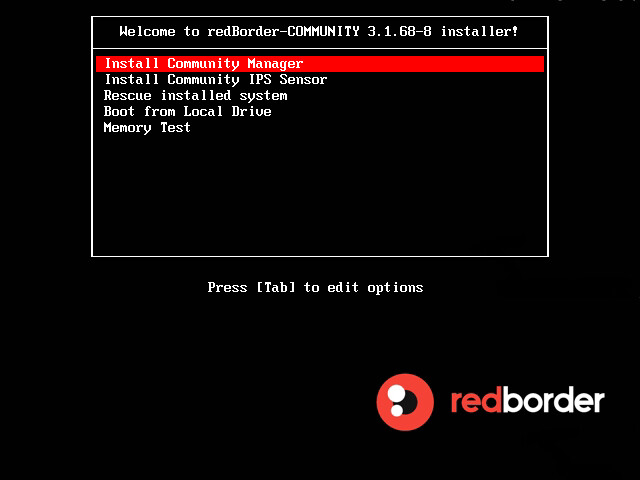 Welcome to redBorder-COMMUNITY 3.1.68-8 installer!
Install Community Manager
Install Community IPS Sensor
Rescue installed system
Boot from Local Drive
Memory Test
Press [Tab] to edit options
redborder